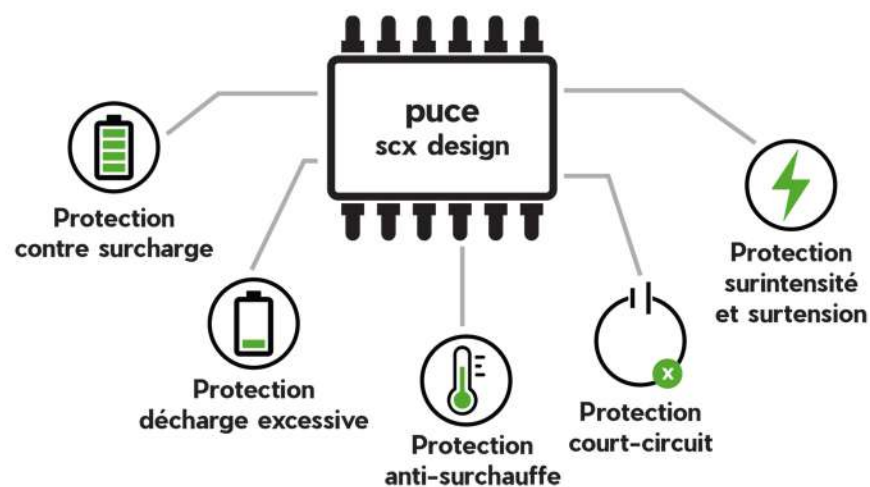 puce
scx design
Protection
contre surcharge
Protection
décharge excessive
Protection
anti-surchauffe
x
Protection
court-circuit
Protection
surintensité
et surtension